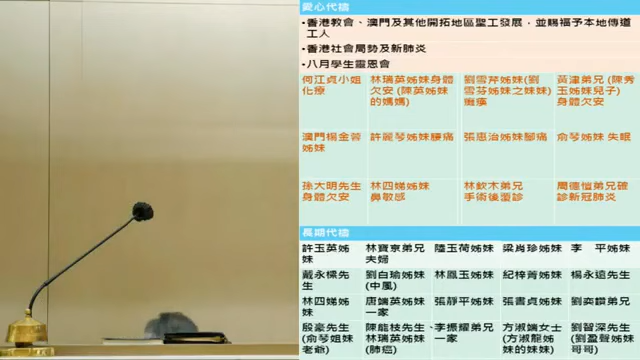 愛心代禱
•香港教會、澳門及其他開拓地區聖工發展，並賜福予本地傳道
工人
•香港社會局勢及新肺炎
•八月學生靈恩會
何江貞小姐
化療
林瑞英姊妹身體
欠安 (陳英姊妹
的媽媽)
劉雪芹姊妹(劉
雪芬姊妹之妹妹)
黃津弟兄 (陳秀
玉姊妹兒子)
身體欠安
澳門楊金蓉
姊妹
許麗琴姊妹腰痛
張惠治姊妹腳痛
俞琴姊妹 失眠
孫大明先生
身體欠安
林四娣姊妹
鼻敏感
林欽木弟兄
手術後覆診
周德愷弟兄確
診新冠肺炎
長期代禱
許玉英姊
妹
林寶京弟兄
夫婦
陸玉荷姊妹
梁肖珍姊妹
李　平姊妹
戴永樑先
生
劉白瑜姊妹
(中風)
林鳳玉姊妹
紀梓菁姊妹
楊永遠先生
林四娣姊
妹
唐端英姊妹
一家
張靜平姊妹
張書貞姊妹
劉奕讚弟兄
殷豪先生
(俞琴姐妹
老爺)
陳能枝先生、
林瑞英姊妹
(肺癌)
李振耀弟兄
一家
方淑端女士
(方淑龍姊
妹的妹妹)
劉智深先生
(劉盈聲姊妹
哥哥)